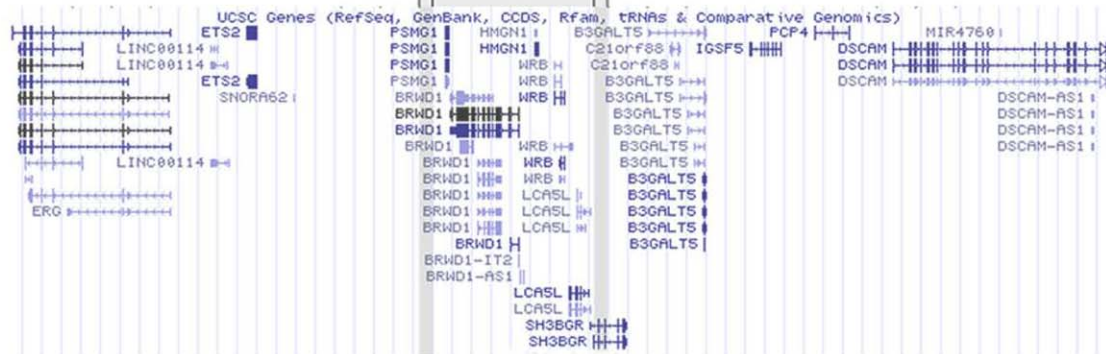 UCSC Genes (RefSeq, GenBank, CCDS, Rfam, tRNAs & Comparative Genomics)
ETS2 PSMG1 HMGN1 B3GALT5 PCP4 MIR4760
LINC00114 PSMG1 HMGN1 C21orf88 IGSF5 DSCAM
LINC00114 PSMG1 WRB C21orf88 DSCAM
ETS2 PSMG1 WRB B3GALT5 DSCAM
SNORA62 BRWD1 WRB B3GALT5 DSCAM-AS1
BRWD1 B3GALT5 DSCAM-AS1
BRWD1 B3GALT5 DSCAM-AS1
BRWD1 WRB B3GALT5 DSCAM-AS1
LINC00114 BRWD1 WRB B3GALT5
BRWD1 WRB B3GALT5
BRWD1 LCA5L B3GALT5
ERG BRWD1 LCA5L B3GALT5
BRWD1 LCA5L B3GALT5
BRWD1 B3GALT5
BRWD1-IT2
BRWD1-AS1
LCA5L
LCA5L
SH3BGR
SH3BGR